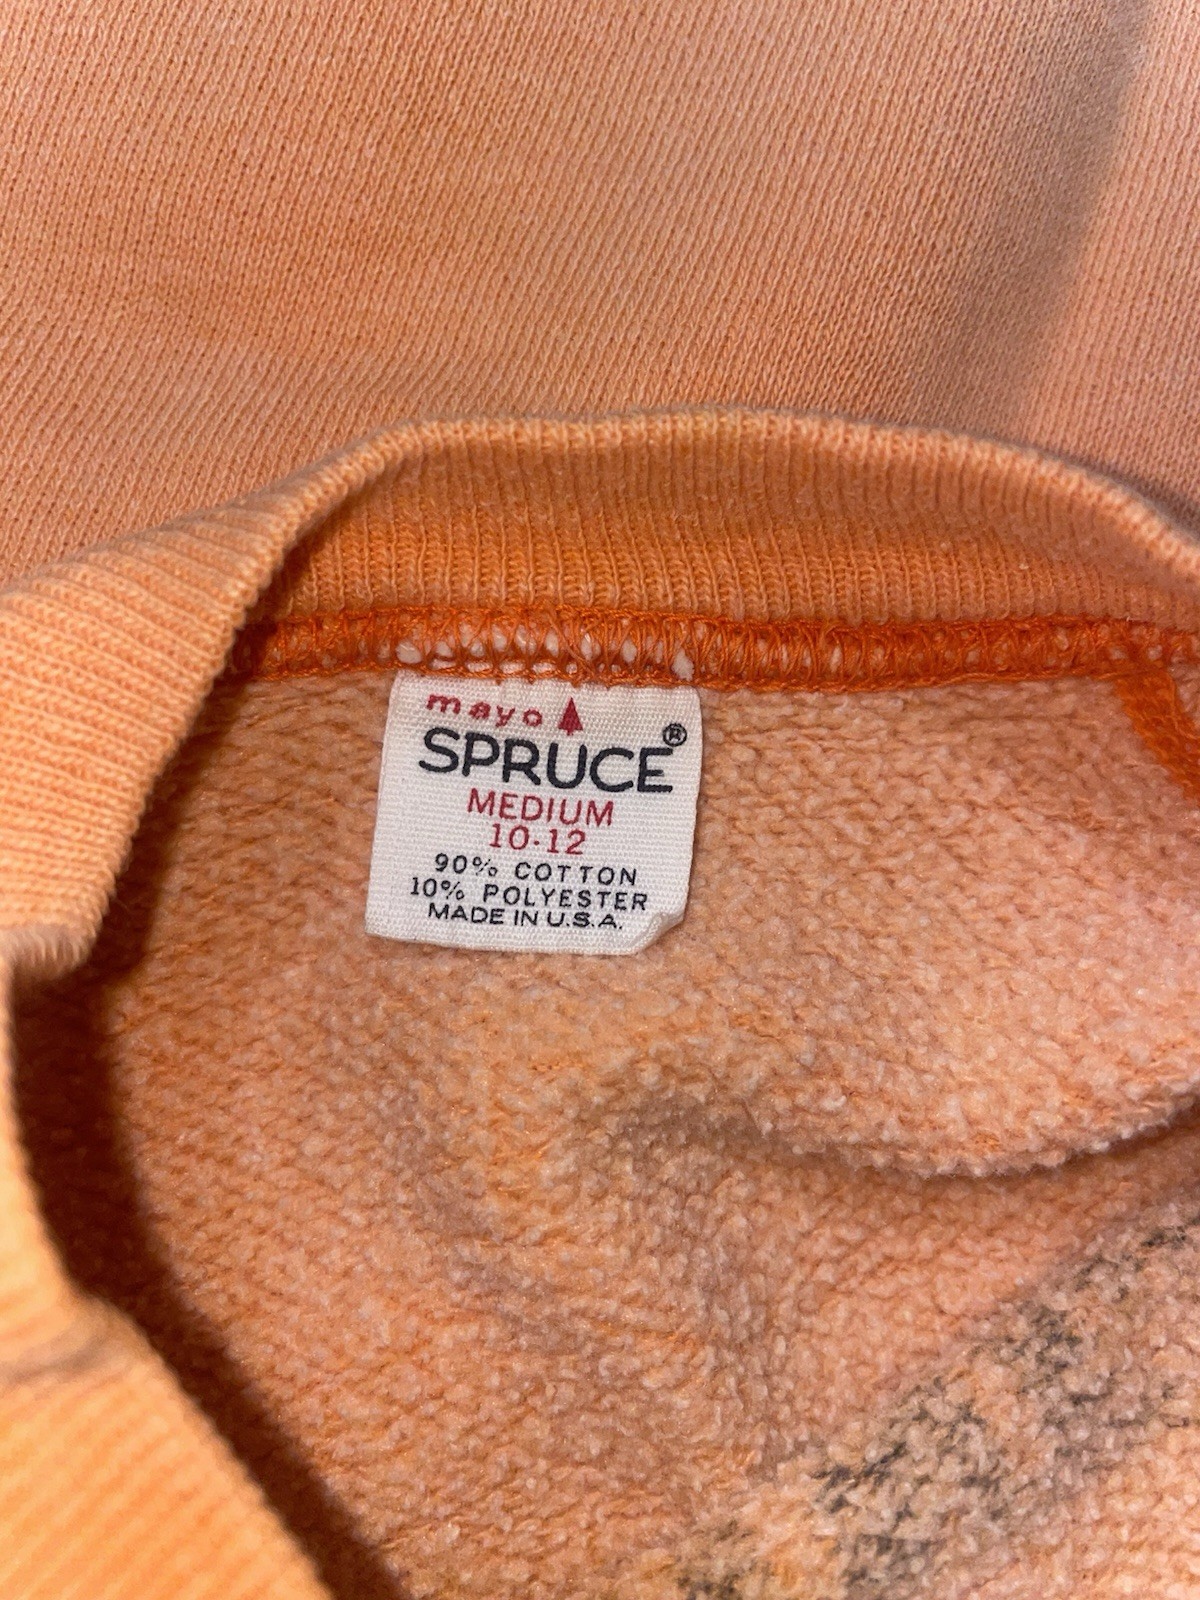 mayo
SPRUCE®
MEDIUM
10-12
90% COTTON
10% POLYESTER
MADE IN U.S.A.